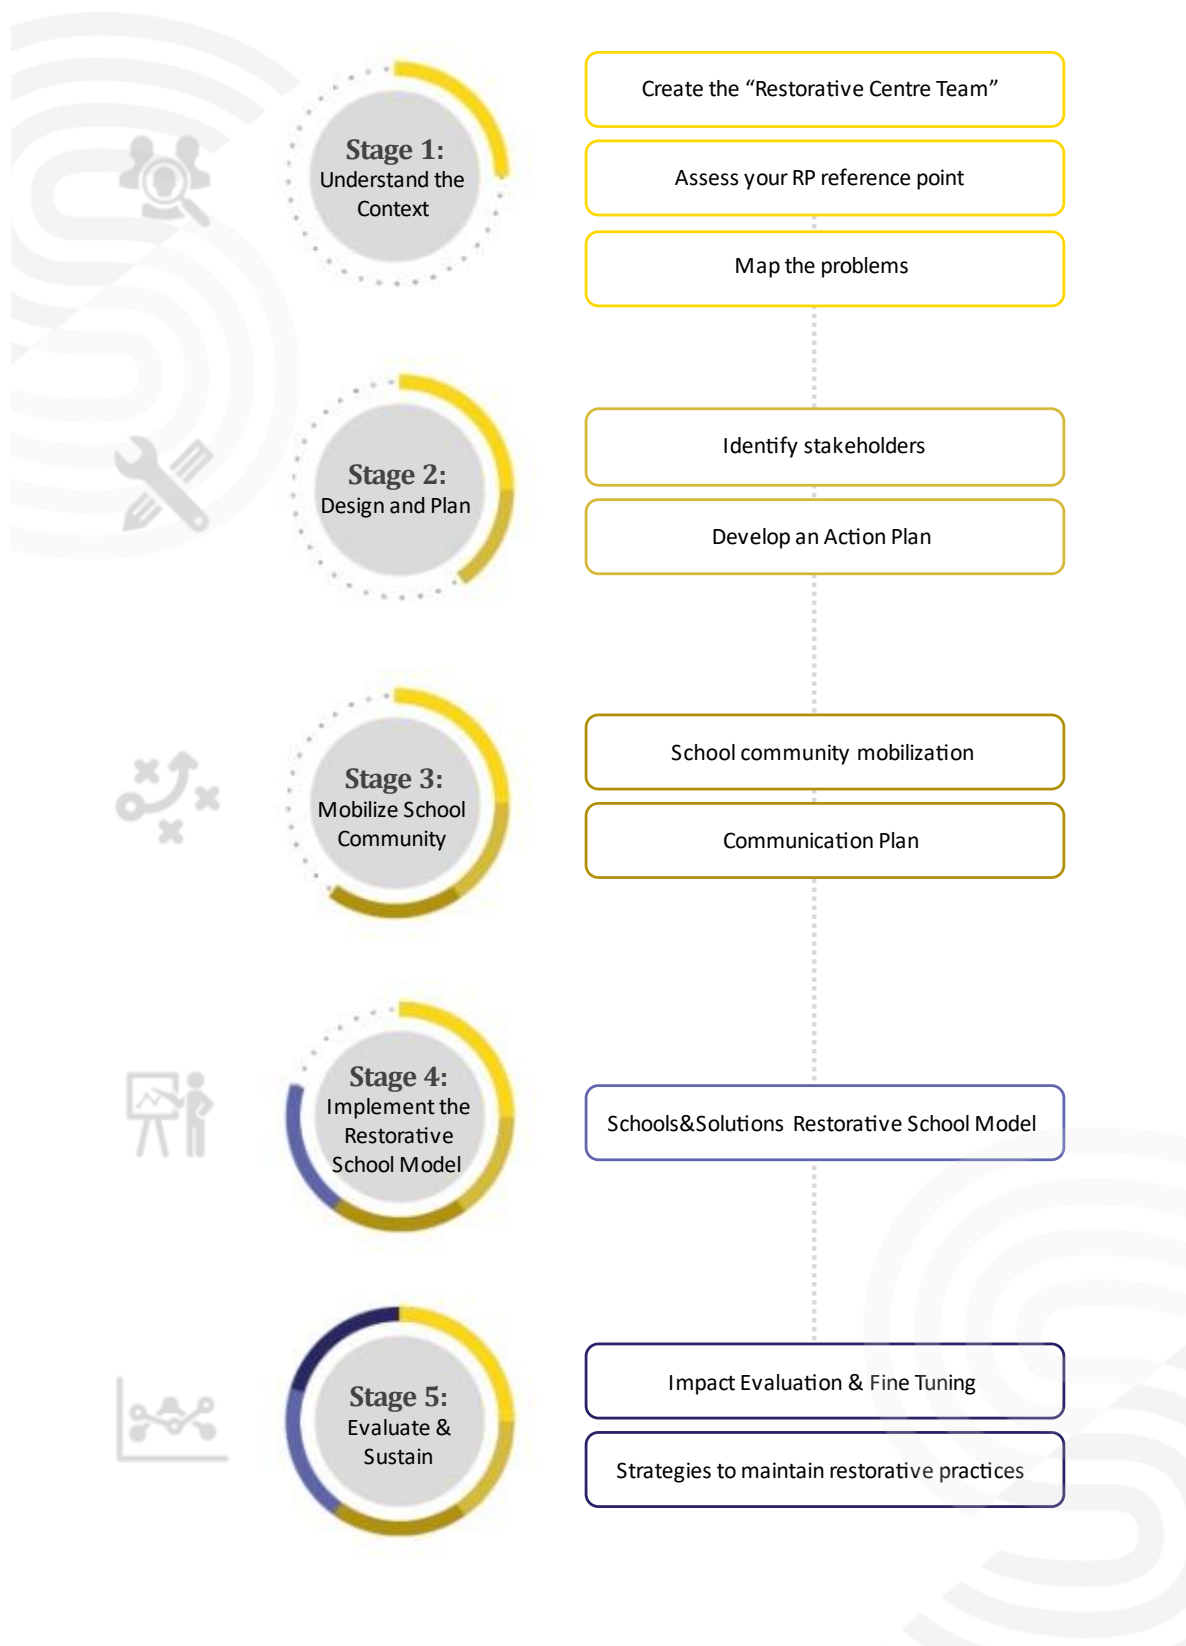 Stage 1:
Understand the
Context
Create the “Restorative Centre Team”
Assess your RP reference point
Map the problems
Stage 2:
Design and Plan
Identify stakeholders
Develop an Action Plan
Stage 3:
Mobilize School
Community
School community mobilization
Communication Plan
Stage 4:
Implement the
Restorative
School Model
Schools&Solutions Restorative School Model
Stage 5:
Evaluate &
Sustain
Impact Evaluation & Fine Tuning
Strategies to maintain restorative practices